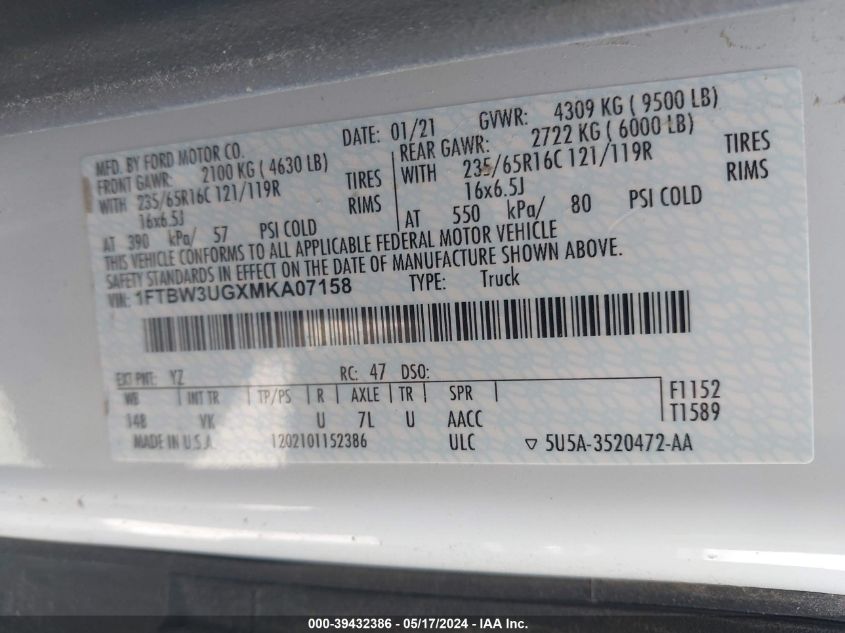 MFD. BY FORD MOTOR CO. DATE: 01/21 GVWR: 4309 KG ( 9500 LB)
FRONT GAWR: 2100 KG ( 4630 LB) REAR GAWR: 2722 KG ( 6000 LB)
WITH 235/65R16C 121/119R TIRES WITH 235/65R16C 121/119R TIRES
16x6.5J RIMS 16x6.5J RIMS
AT 390 kPa/ 57 PSI COLD AT 550 kPa/ 80 PSI COLD
THIS VEHICLE CONFORMS TO ALL APPLICABLE FEDERAL MOTOR VEHICLE
SAFETY STANDARDS IN EFFECT ON THE DATE OF MANUFACTURE SHOWN ABOVE.
VIN: 1FTBW3UGXMKA07158 TYPE: Truck
EXT PNT: YZ RC: 47 DSO:
WB INT TR TP/PS R AXLE TR SPR F1152
148 VK U 7L U AACC T1589
MADE IN U.S.A. 1202101152386 ULC 5U5A-3520472-AA
000-39432386 - 05/17/2024 - IAA Inc.